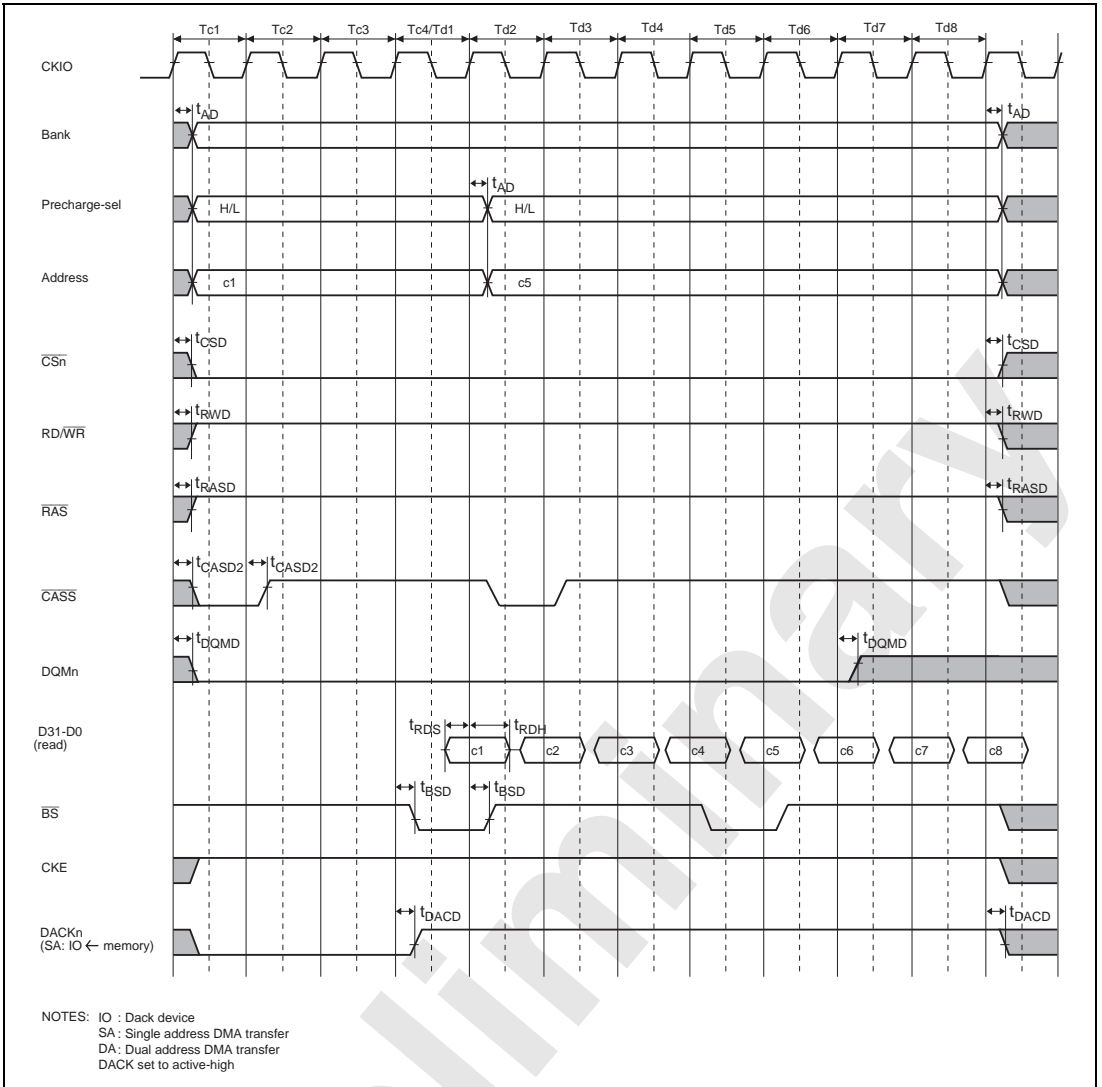 Tc1 Tc2 Tc3 Tc4/Td1 Td2 Td3 Td4 Td5 Td6 Td7 Td8
CKIO
tAD tAD
Bank
tAD
Precharge-sel H/L H/L
Address c1 c5
tCSD tCSD
CSn
tRWD tRWD
RD/WR
tRASD tRASD
RAS
tCASD2 tCASD2
CASS
tDQMD tDQMD
DQMn
tRDS tRDH
D31-D0
(read)
c1 c2 c3 c4 c5 c6 c7 c8
tBSD tBSD
BS
CKE
tDACD tDACD
DACKn
(SA: IO ← memory)
NOTES: IO : Dack device
SA : Single address DMA transfer
DA : Dual address DMA transfer
DACK set to active-high
liminary